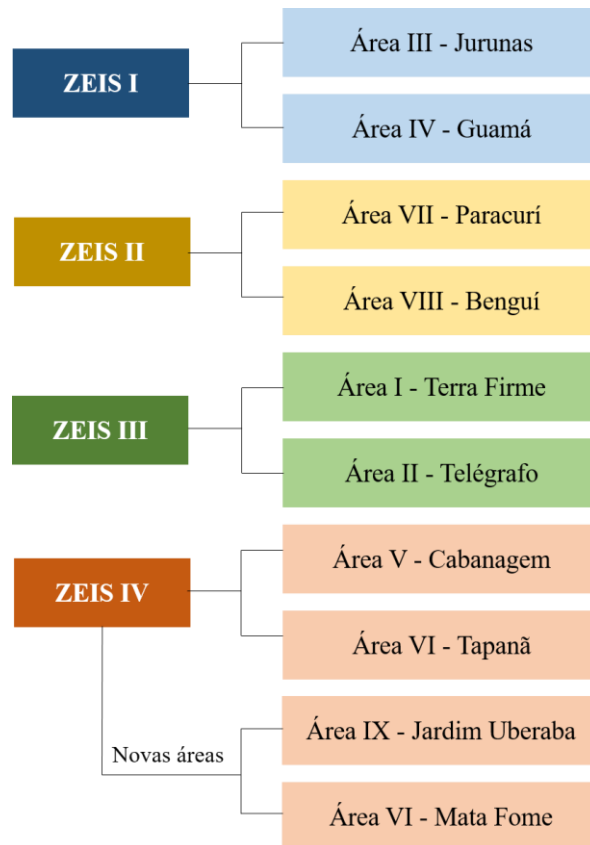 ZEIS I
Área III - Jurunas
Área IV - Guamá
ZEIS II
Área VII - Paracurí
Área VIII - Benguí
ZEIS III
Área I - Terra Firme
Área II - Telégrafo
ZEIS IV
Área V - Cabanagem
Área VI - Tapanã
Novas áreas
Área IX - Jardim Uberaba
Área VI - Mata Fome